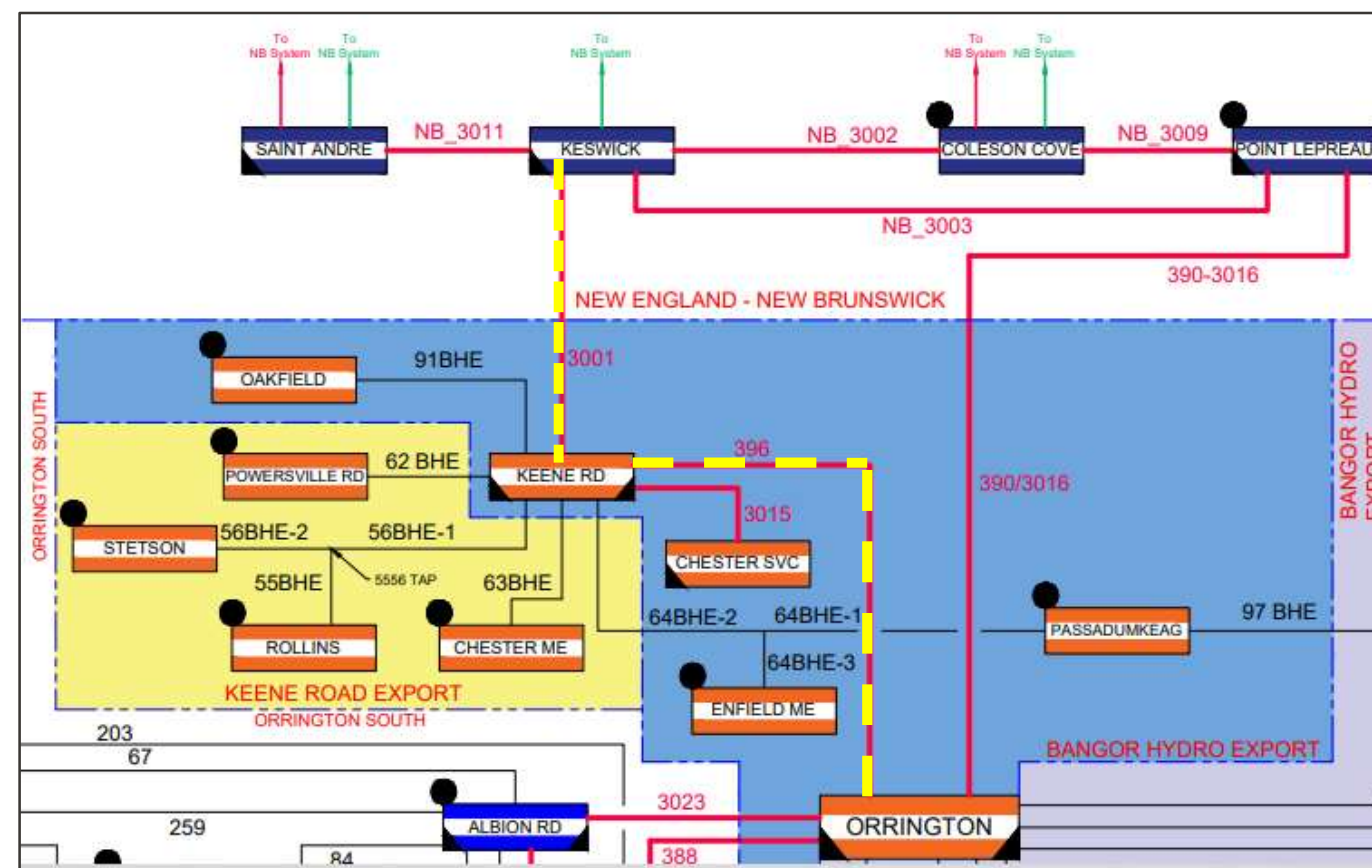 To
NB System
To
NB System
To
NB System
To
NB System
To
NB System
SAINT ANDRE
NB_3011
KESWICK
NB_3002
COLESON COVE
NB_3009
POINT LEPREAU
NB_3003
390-3016
NEW ENGLAND - NEW BRUNSWICK
3001
91BHE
OAKFIELD
ORRINGTON SOUTH
BANGOR HYDRO
EXPORT
62 BHE
POWERSVILLE RD
KEENE RD
396
390/3016
3015
STETSON
56BHE-2
56BHE-1
5556 TAP
CHESTER SVC
55BHE
63BHE
64BHE-2
64BHE-1
PASSADUMKEAG
97 BHE
ROLLINS
CHESTER ME
64BHE-3
ENFIELD ME
KEENE ROAD EXPORT
ORRINGTON SOUTH
BANGOR HYDRO EXPORT
203
67
3023
259
ALBION RD
ORRINGTON
84
388